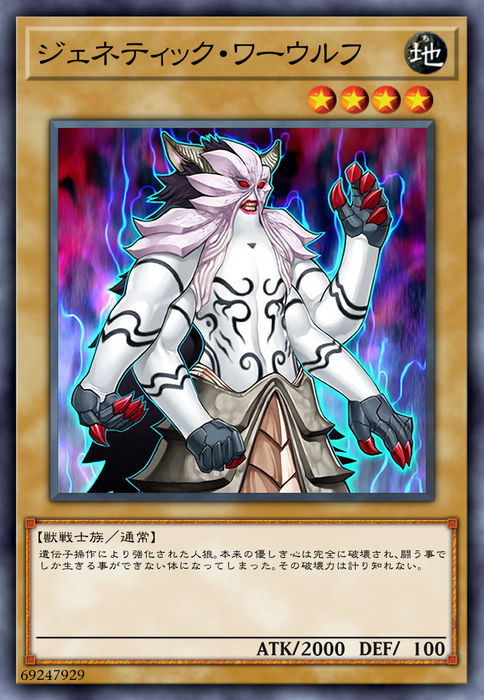 ジェネティック・ワーウルフ
ち
地
【獣戦士族／通常】
遺伝子操作により強化された人狼。本来の優しき心は完全に破壊され、闘う事で
しか生きる事ができない体になってしまった。その破壊力は計り知れない。
ATK/2000 DEF/ 100
69247929